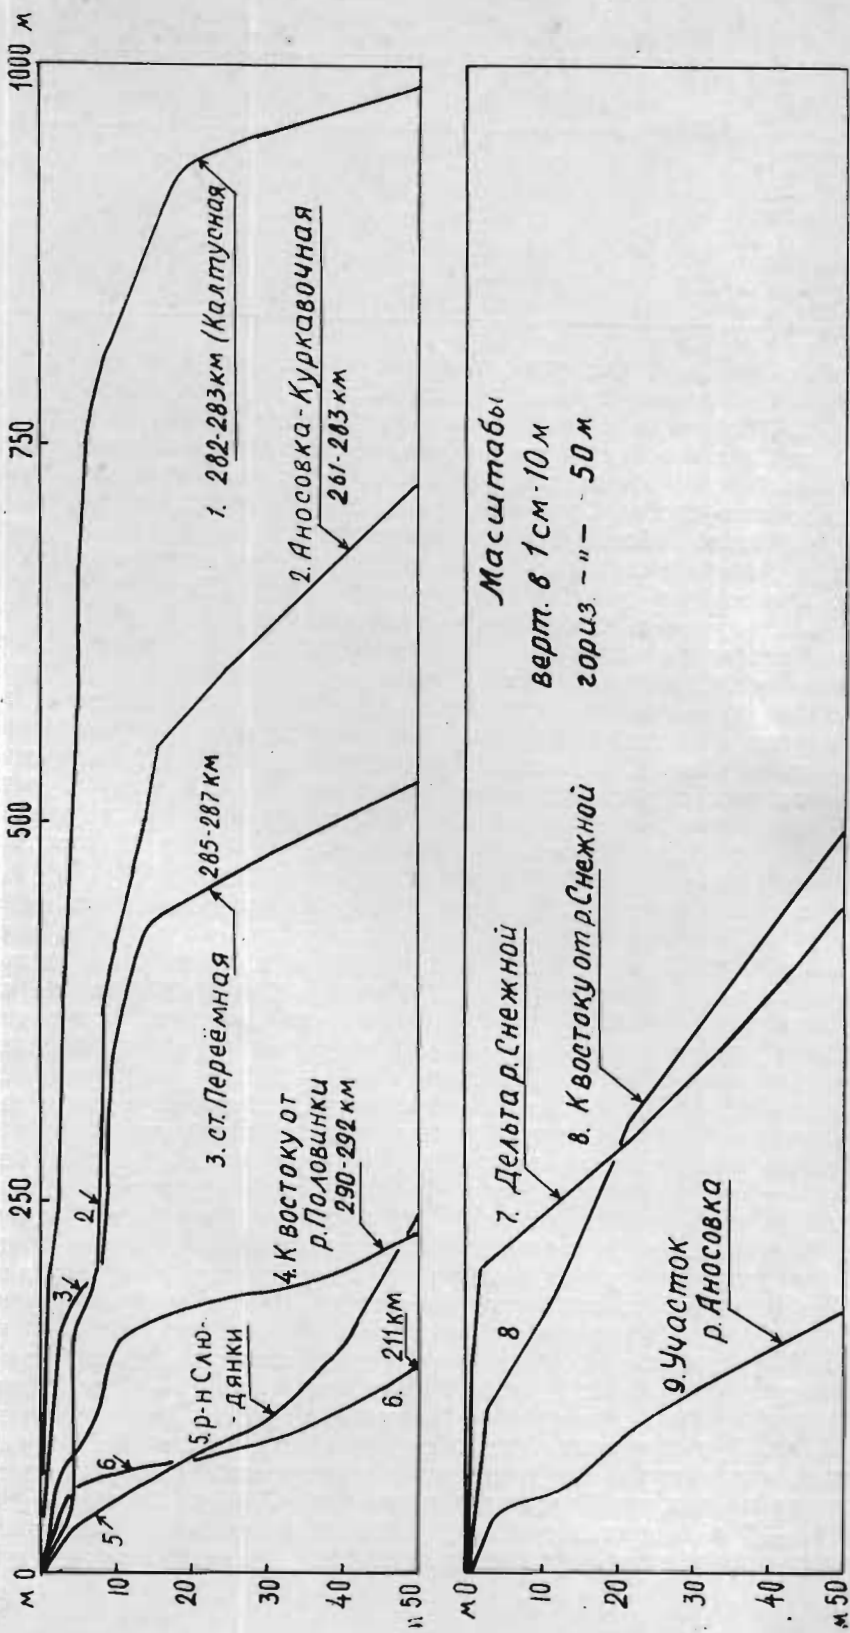 0 250 500 750 1000 м
м
10
20
30
40
50
1. 282-283км (Калтусная
2. Аносовка-Куркавочная
261-283 км
285-287 км
3. ст. Переёмная
4. К востоку от
р. Половинки
290-292 км
5. р-н Слю-
-дянки
6. 211 км
2
3
6
5
м 0
10
20
30
40
м 50
7. Дельта р. Снежной
8. К востоку от р. Снежной
8
9. Участок
р. Аносовка
Масштабы
верт. в 1 см - 10 м
гориз. -"- - 50 м